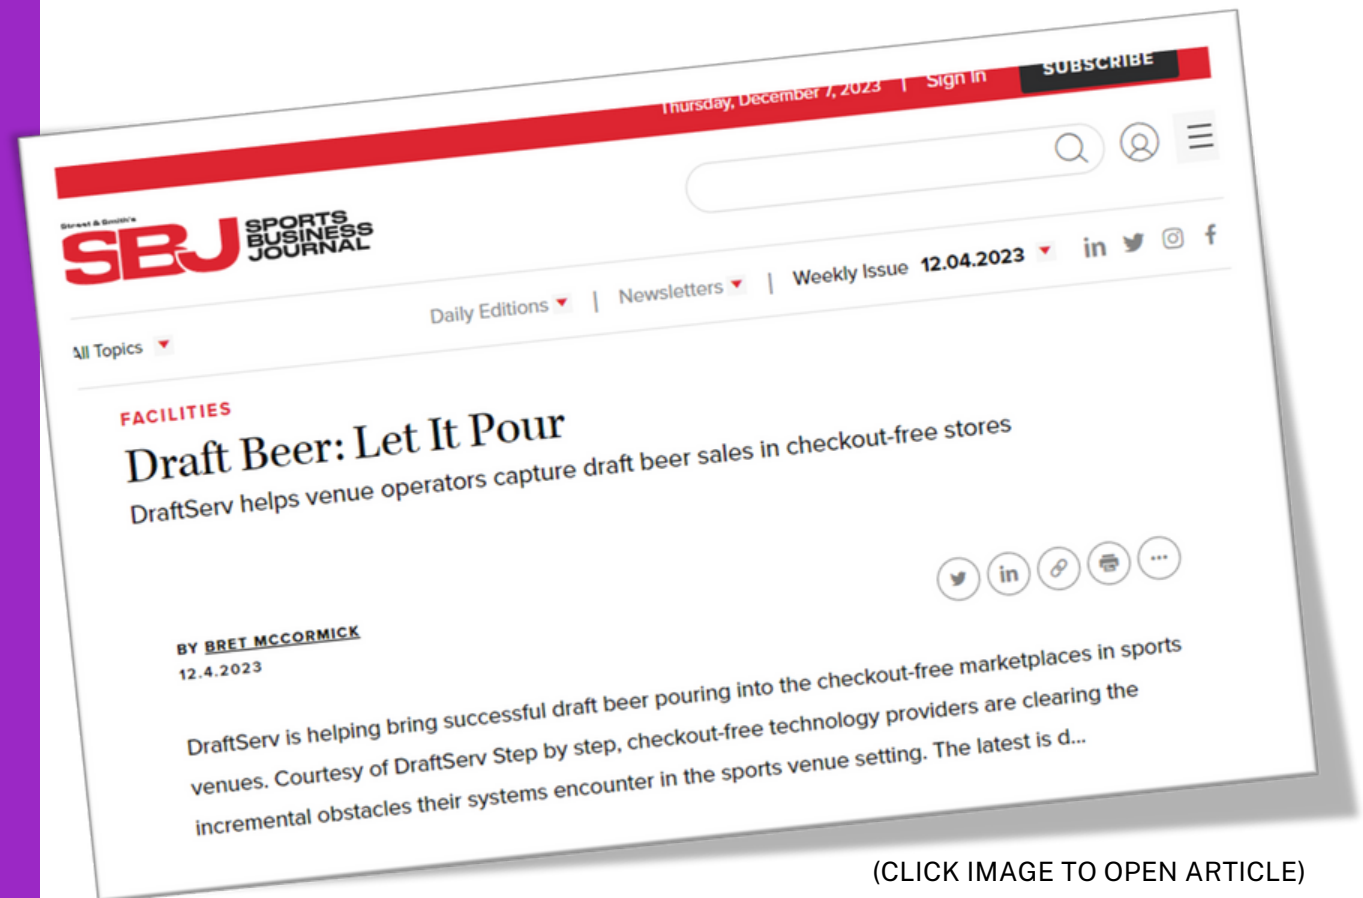 Thursday, December 7, 2023 | Sign In SUBSCRIBE
Street & Smith's
SBJ SPORTS
BUSINESS
JOURNAL
Daily Editions | Newsletters | Weekly Issue 12.04.2023
All Topics
FACILITIES
Draft Beer: Let It Pour
DraftServ helps venue operators capture draft beer sales in checkout-free stores
BY BRET MCCORMICK
12.4.2023
DraftServ is helping bring successful draft beer pouring into the checkout-free marketplaces in sports
venues. Courtesy of DraftServ Step by step, checkout-free technology providers are clearing the
incremental obstacles their systems encounter in the sports venue setting. The latest is d...
(CLICK IMAGE TO OPEN ARTICLE)